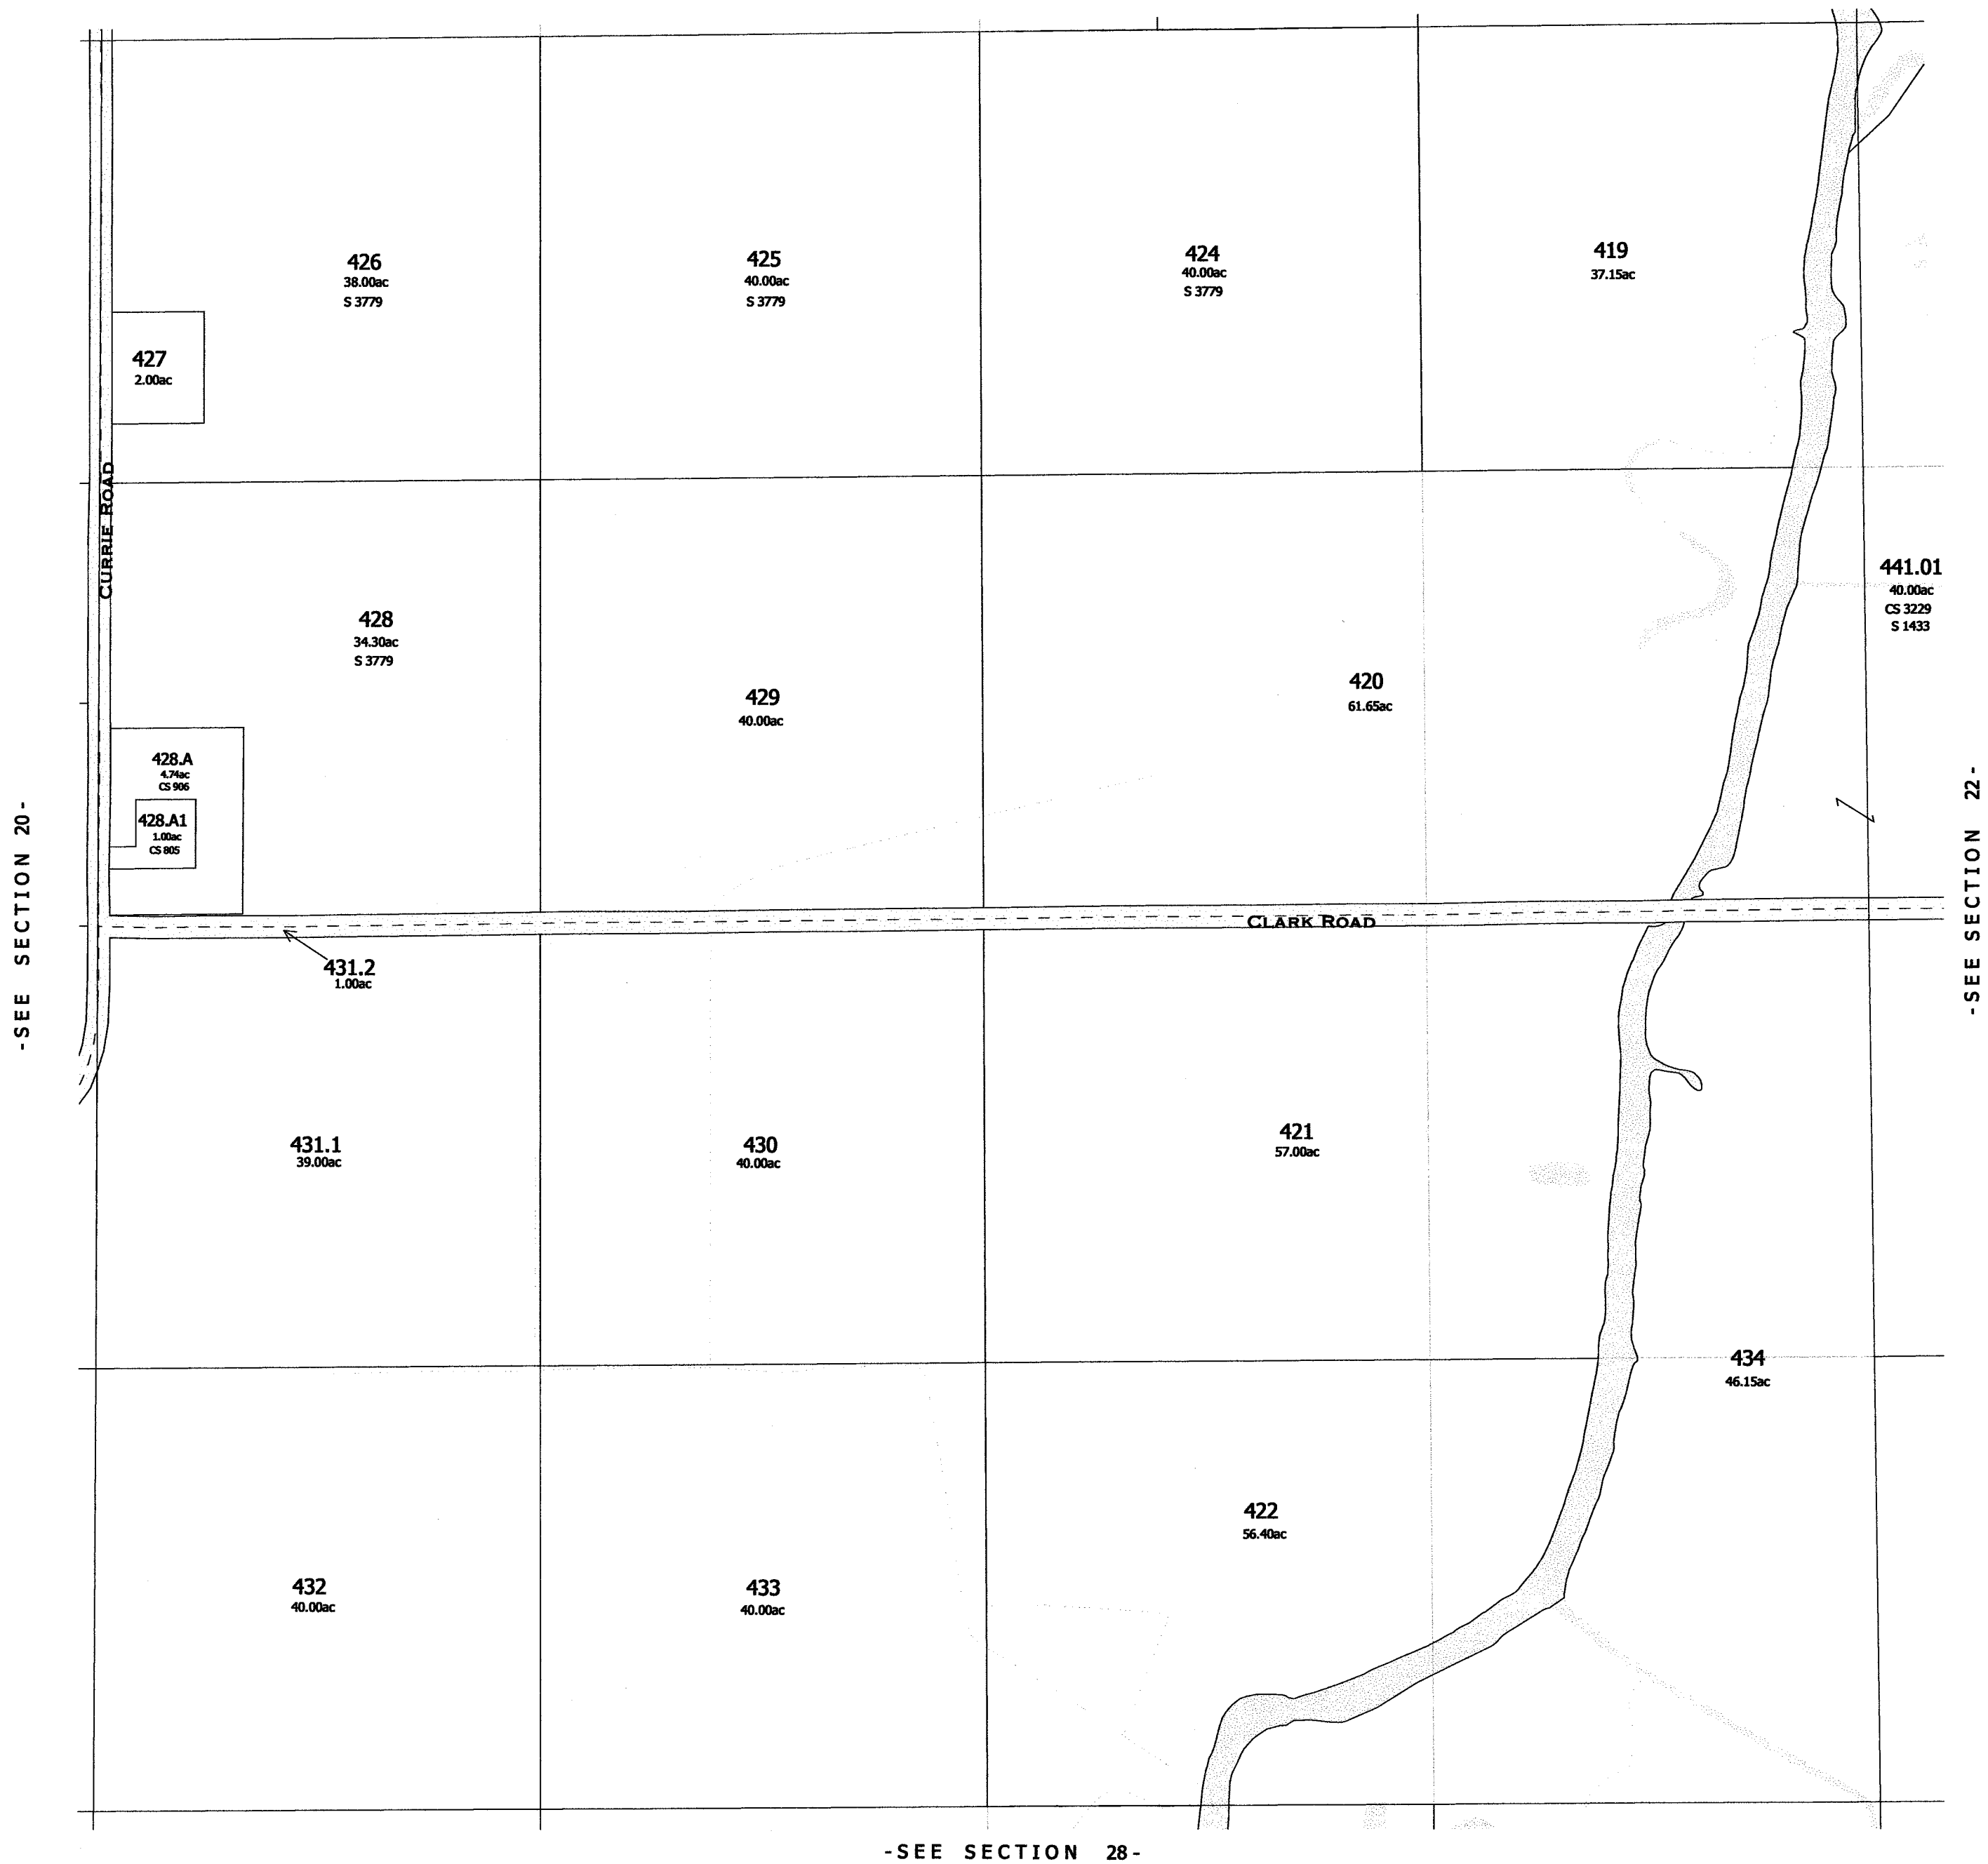 426
38.00ac
S 3779
425
40.00ac
S 3779
424
40.00ac
S 3779
419
37.15ac
427
2.00ac
CURRIE ROAD
441.01
40.00ac
CS 3229
S 1433
428
34.30ac
S 3779
429
40.00ac
420
61.65ac
428.A
4.74ac
CS 906
428.A1
1.00ac
CS 805
-SEE SECTION 20-
-SEE SECTION 22-
CLARK ROAD
431.2
1.00ac
431.1
39.00ac
430
40.00ac
421
57.00ac
434
46.15ac
422
56.40ac
432
40.00ac
433
40.00ac
-SEE SECTION 28-